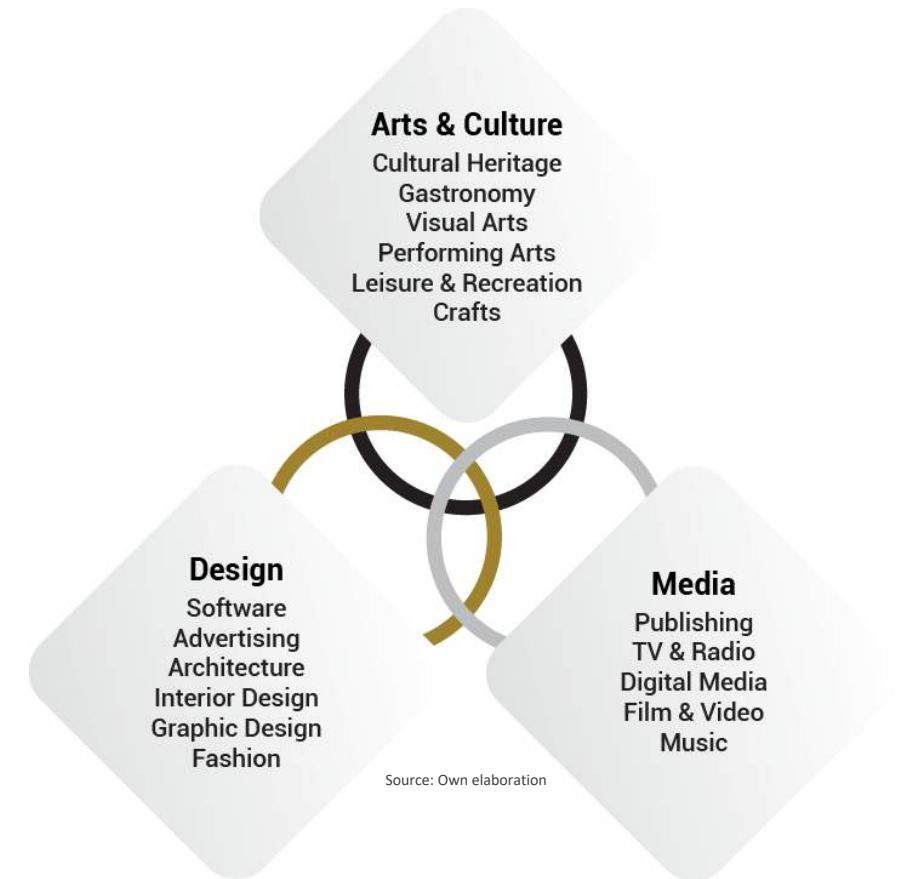 Arts & Culture
Cultural Heritage
Gastronomy
Visual Arts
Performing Arts
Leisure & Recreation
Crafts
Design
Software
Advertising
Architecture
Interior Design
Graphic Design
Fashion
Media
Publishing
TV & Radio
Digital Media
Film & Video
Music
Source: Own elaboration